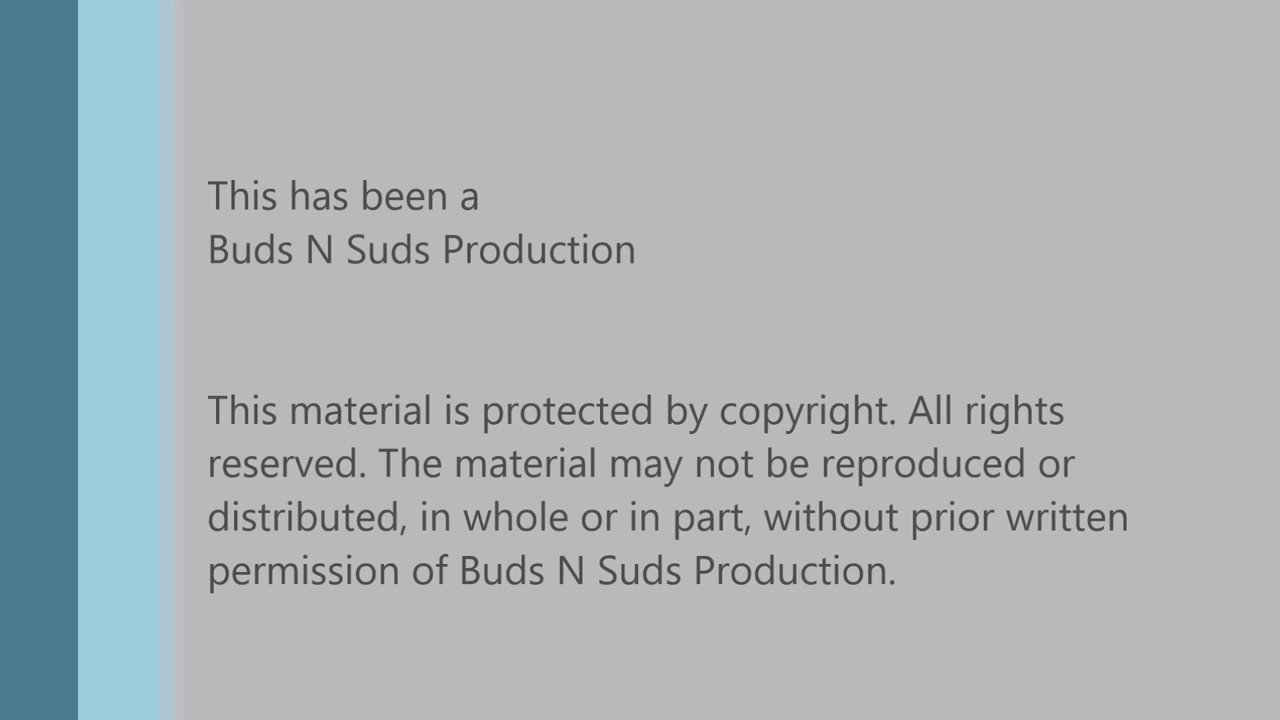 This has been a
Buds N Suds Production
This material is protected by copyright. All rights
reserved. The material may not be reproduced or
distributed, in whole or in part, without prior written
permission of Buds N Suds Production.